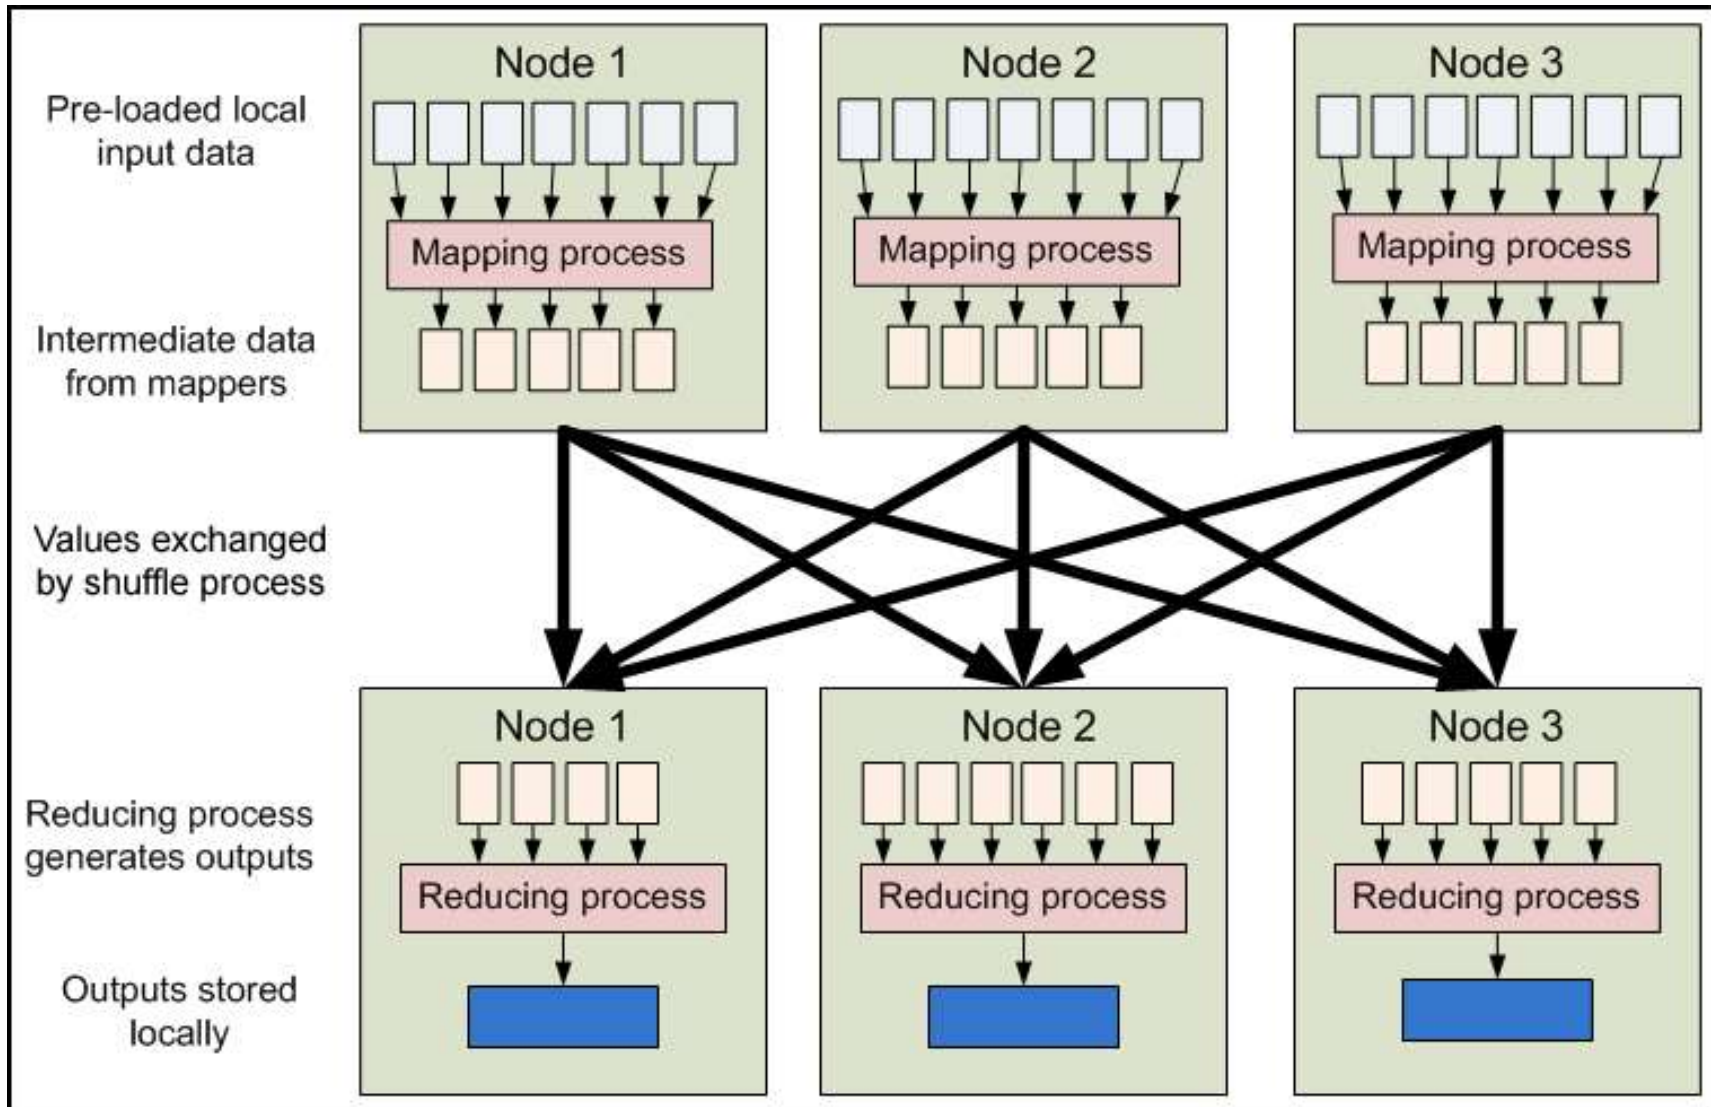 Node 1
Node 2
Node 3
Pre-loaded local
input data
Mapping process
Mapping process
Mapping process
Intermediate data
from mappers
Values exchanged
by shuffle process
Node 1
Node 2
Node 3
Reducing process
generates outputs
Reducing process
Reducing process
Reducing process
Outputs stored
locally